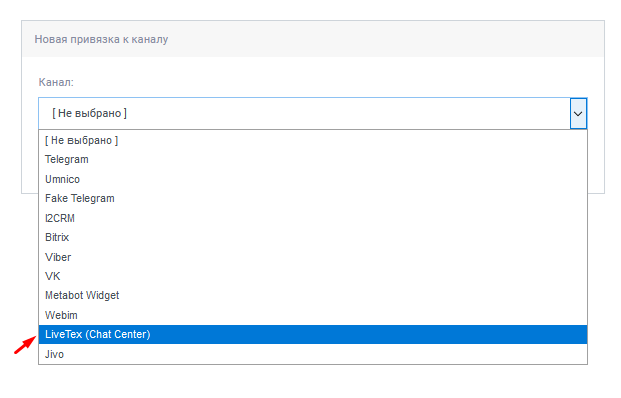 Новая привязка к каналу
Канал:
[ Не выбрано ]
[ Не выбрано ]
Telegram
Umnico
Fake Telegram
I2CRM
Bitrix
Viber
VK
Metabot Widget
Webim
LiveTex (Chat Center)
Jivo